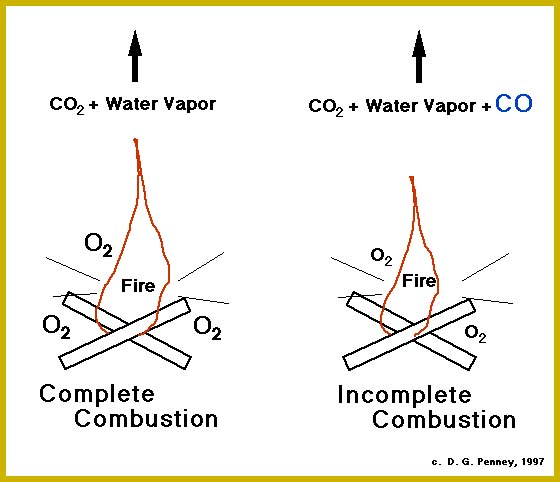 CO₂ + Water Vapor
O₂
Fire
O₂
O₂
Complete
Combustion
CO₂ + Water Vapor + CO
O₂
Fire
O₂
Incomplete
Combustion
c. D. G. Penney, 1997